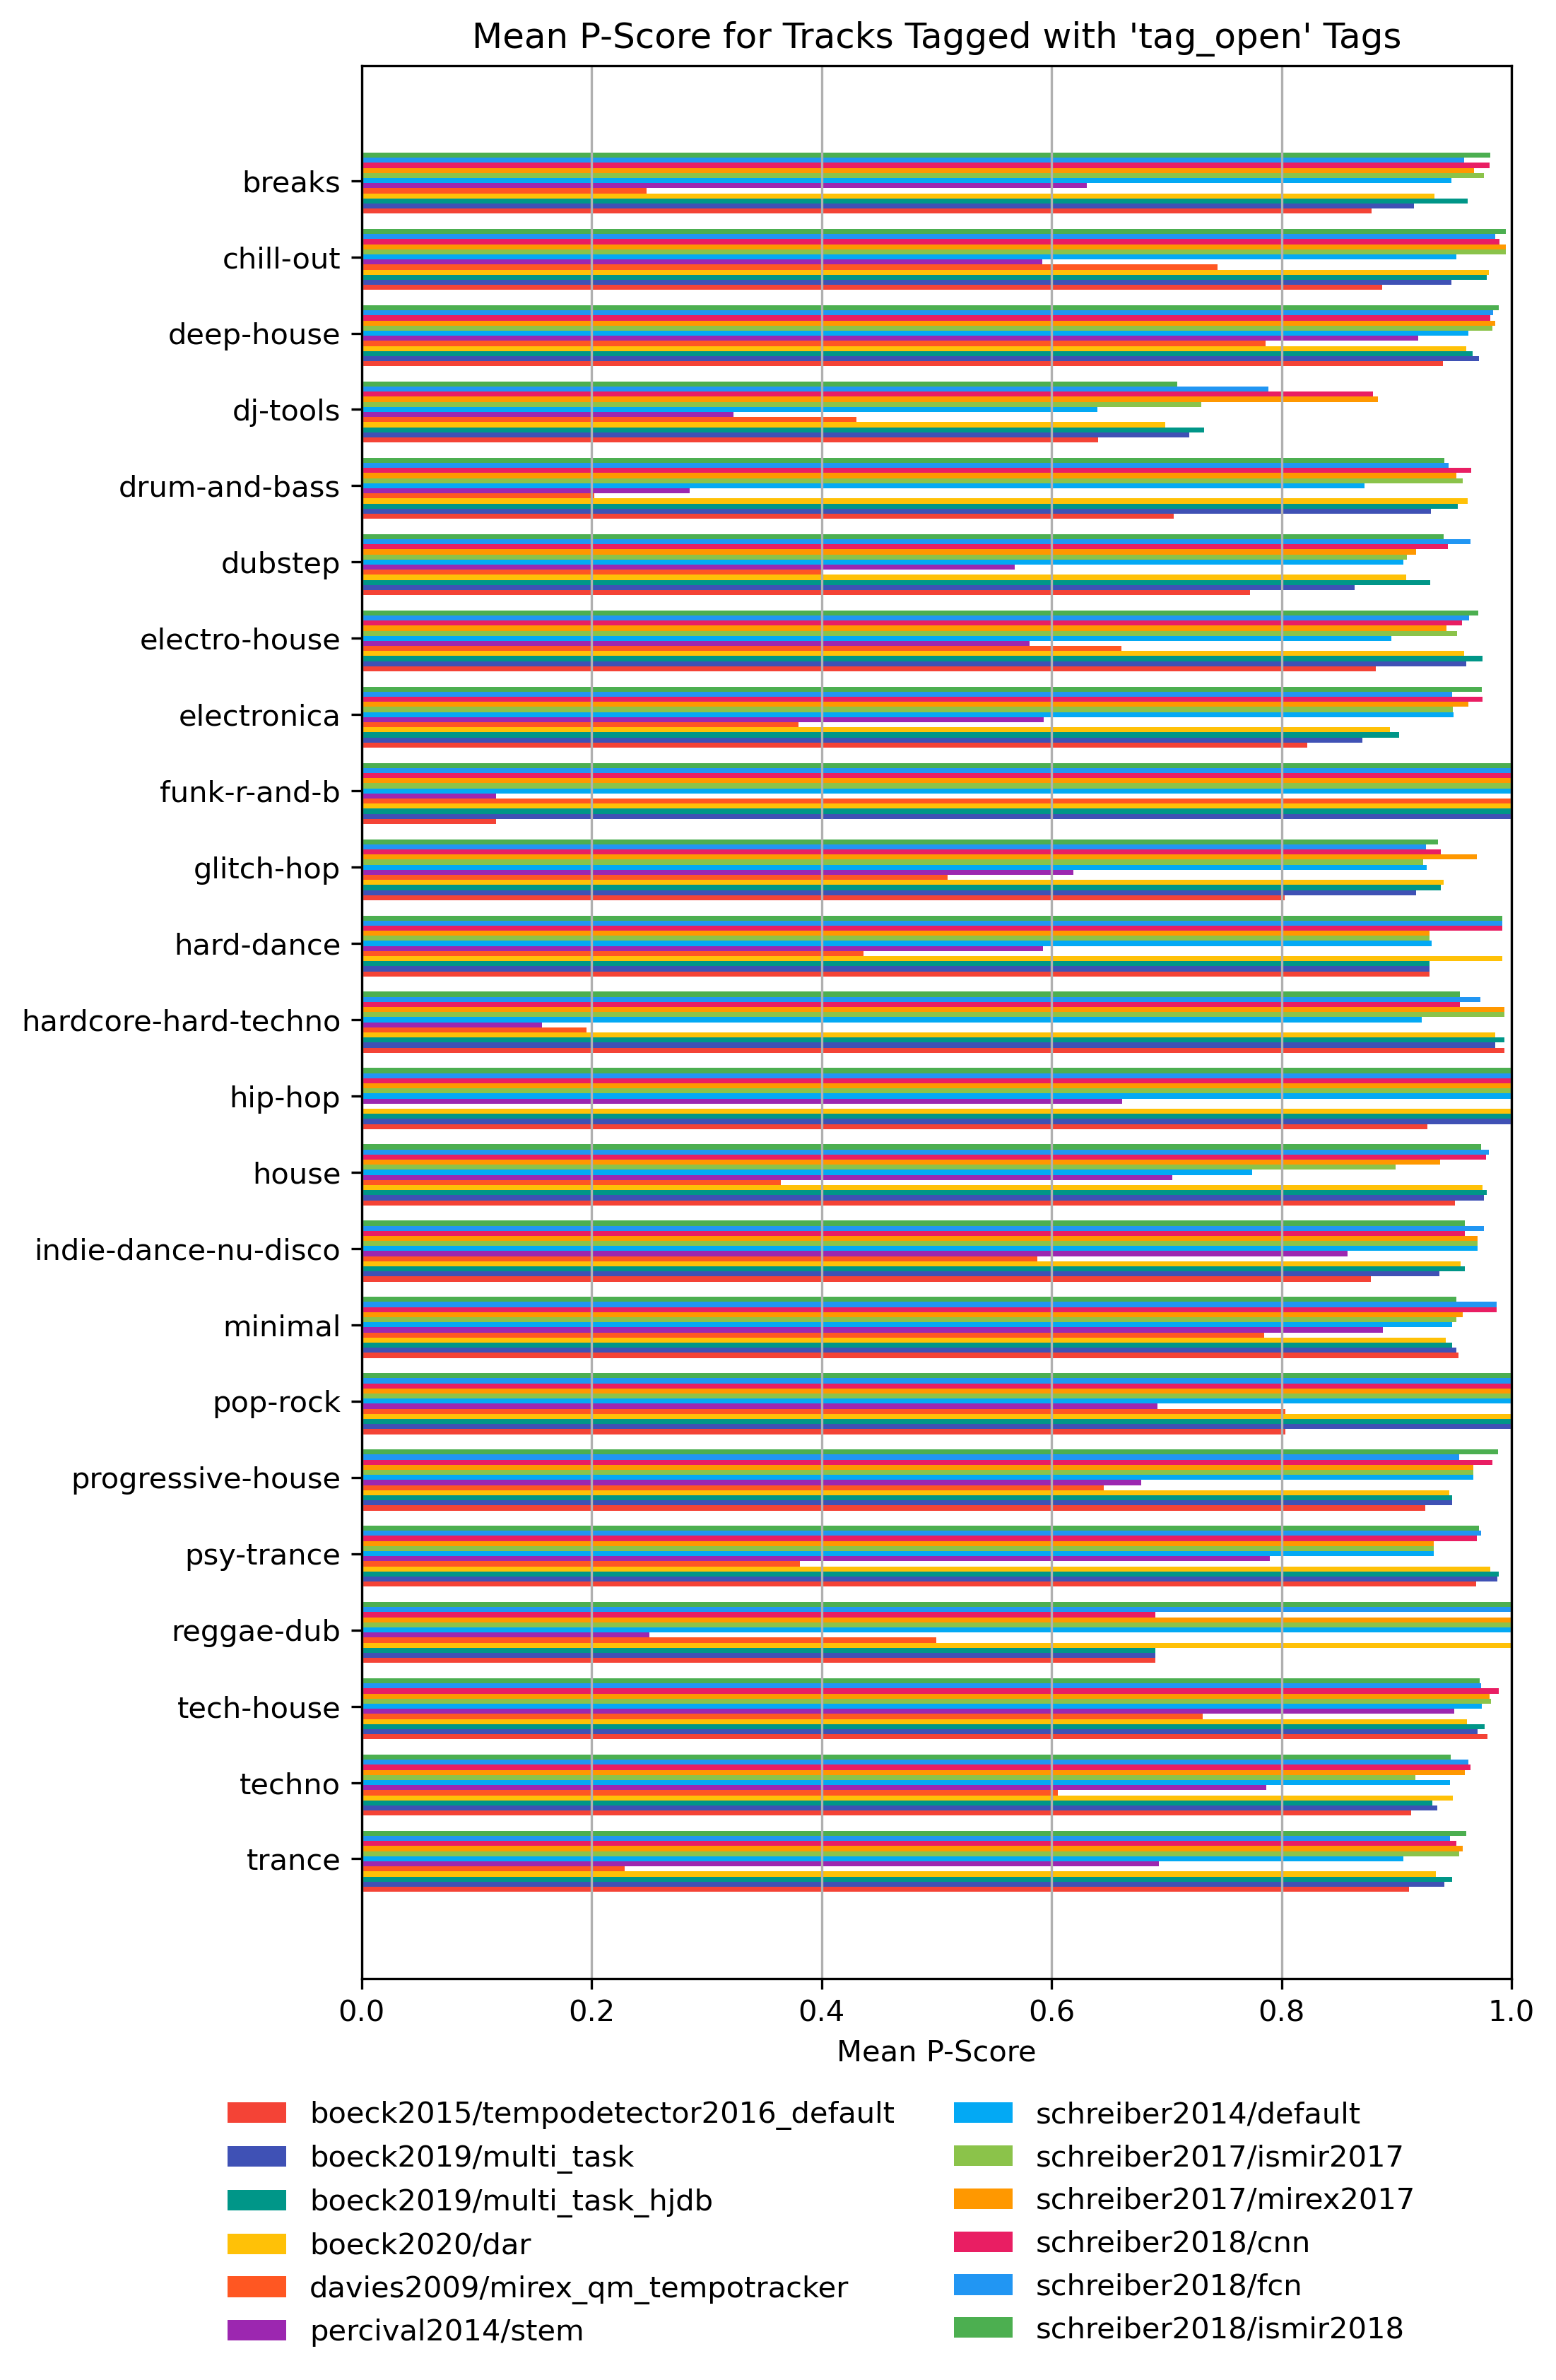 Mean P-Score for Tracks Tagged with 'tag_open' Tags
breaks
chill-out
deep-house
dj-tools
drum-and-bass
dubstep
electro-house
electronica
funk-r-and-b
glitch-hop
hard-dance
hardcore-hard-techno
hip-hop
house
indie-dance-nu-disco
minimal
pop-rock
progressive-house
psy-trance
reggae-dub
tech-house
techno
trance
0.0 0.2 0.4 0.6 0.8 1.0
Mean P-Score
boeck2015/tempodetector2016_default
boeck2019/multi_task
boeck2019/multi_task_hjdb
boeck2020/dar
davies2009/mirex_qm_tempotracker
percival2014/stem
schreiber2014/default
schreiber2017/ismir2017
schreiber2017/mirex2017
schreiber2018/cnn
schreiber2018/fcn
schreiber2018/ismir2018